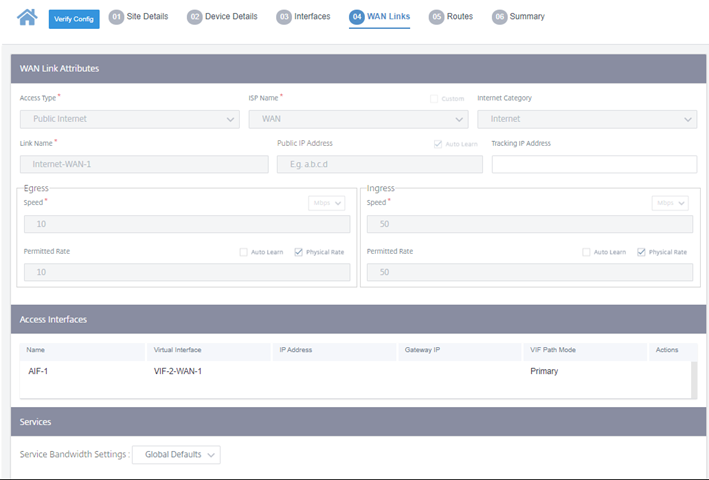 Verify Config 01 Site Details 02 Device Details 03 Interfaces 04 WAN Links 05 Routes 06 Summary
WAN Link Attributes
Access Type * ISP Name * Custom Internet Category
Public Internet WAN Internet
Link Name * Public IP Address Auto Learn Tracking IP Address
Internet-WAN-1 E.g. a.b.c.d
Egress Ingress
Speed * Mbps Speed * Mbps
10 50
Permitted Rate Auto Learn Physical Rate Permitted Rate Auto Learn Physical Rate
10 50
Access Interfaces
Name Virtual Interface IP Address Gateway IP VIF Path Mode Actions
AIF-1 VIF-2-WAN-1 Primary
Services
Service Bandwidth Settings : Global Defaults